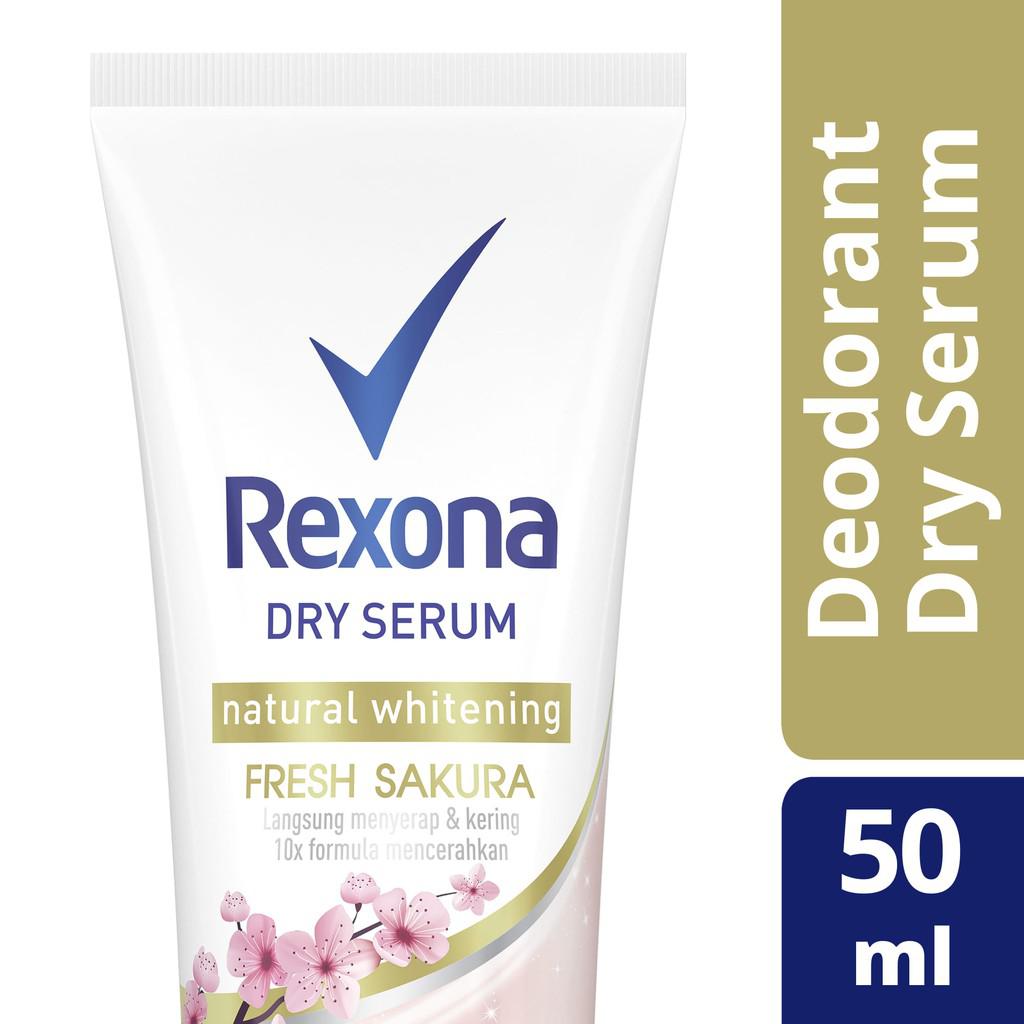 Rexona
DRY SERUM
natural whitening
FRESH SAKURA
Langsung menyerap & kering
10x formula mencerahkan
Deodorant
Dry Serum
50
ml